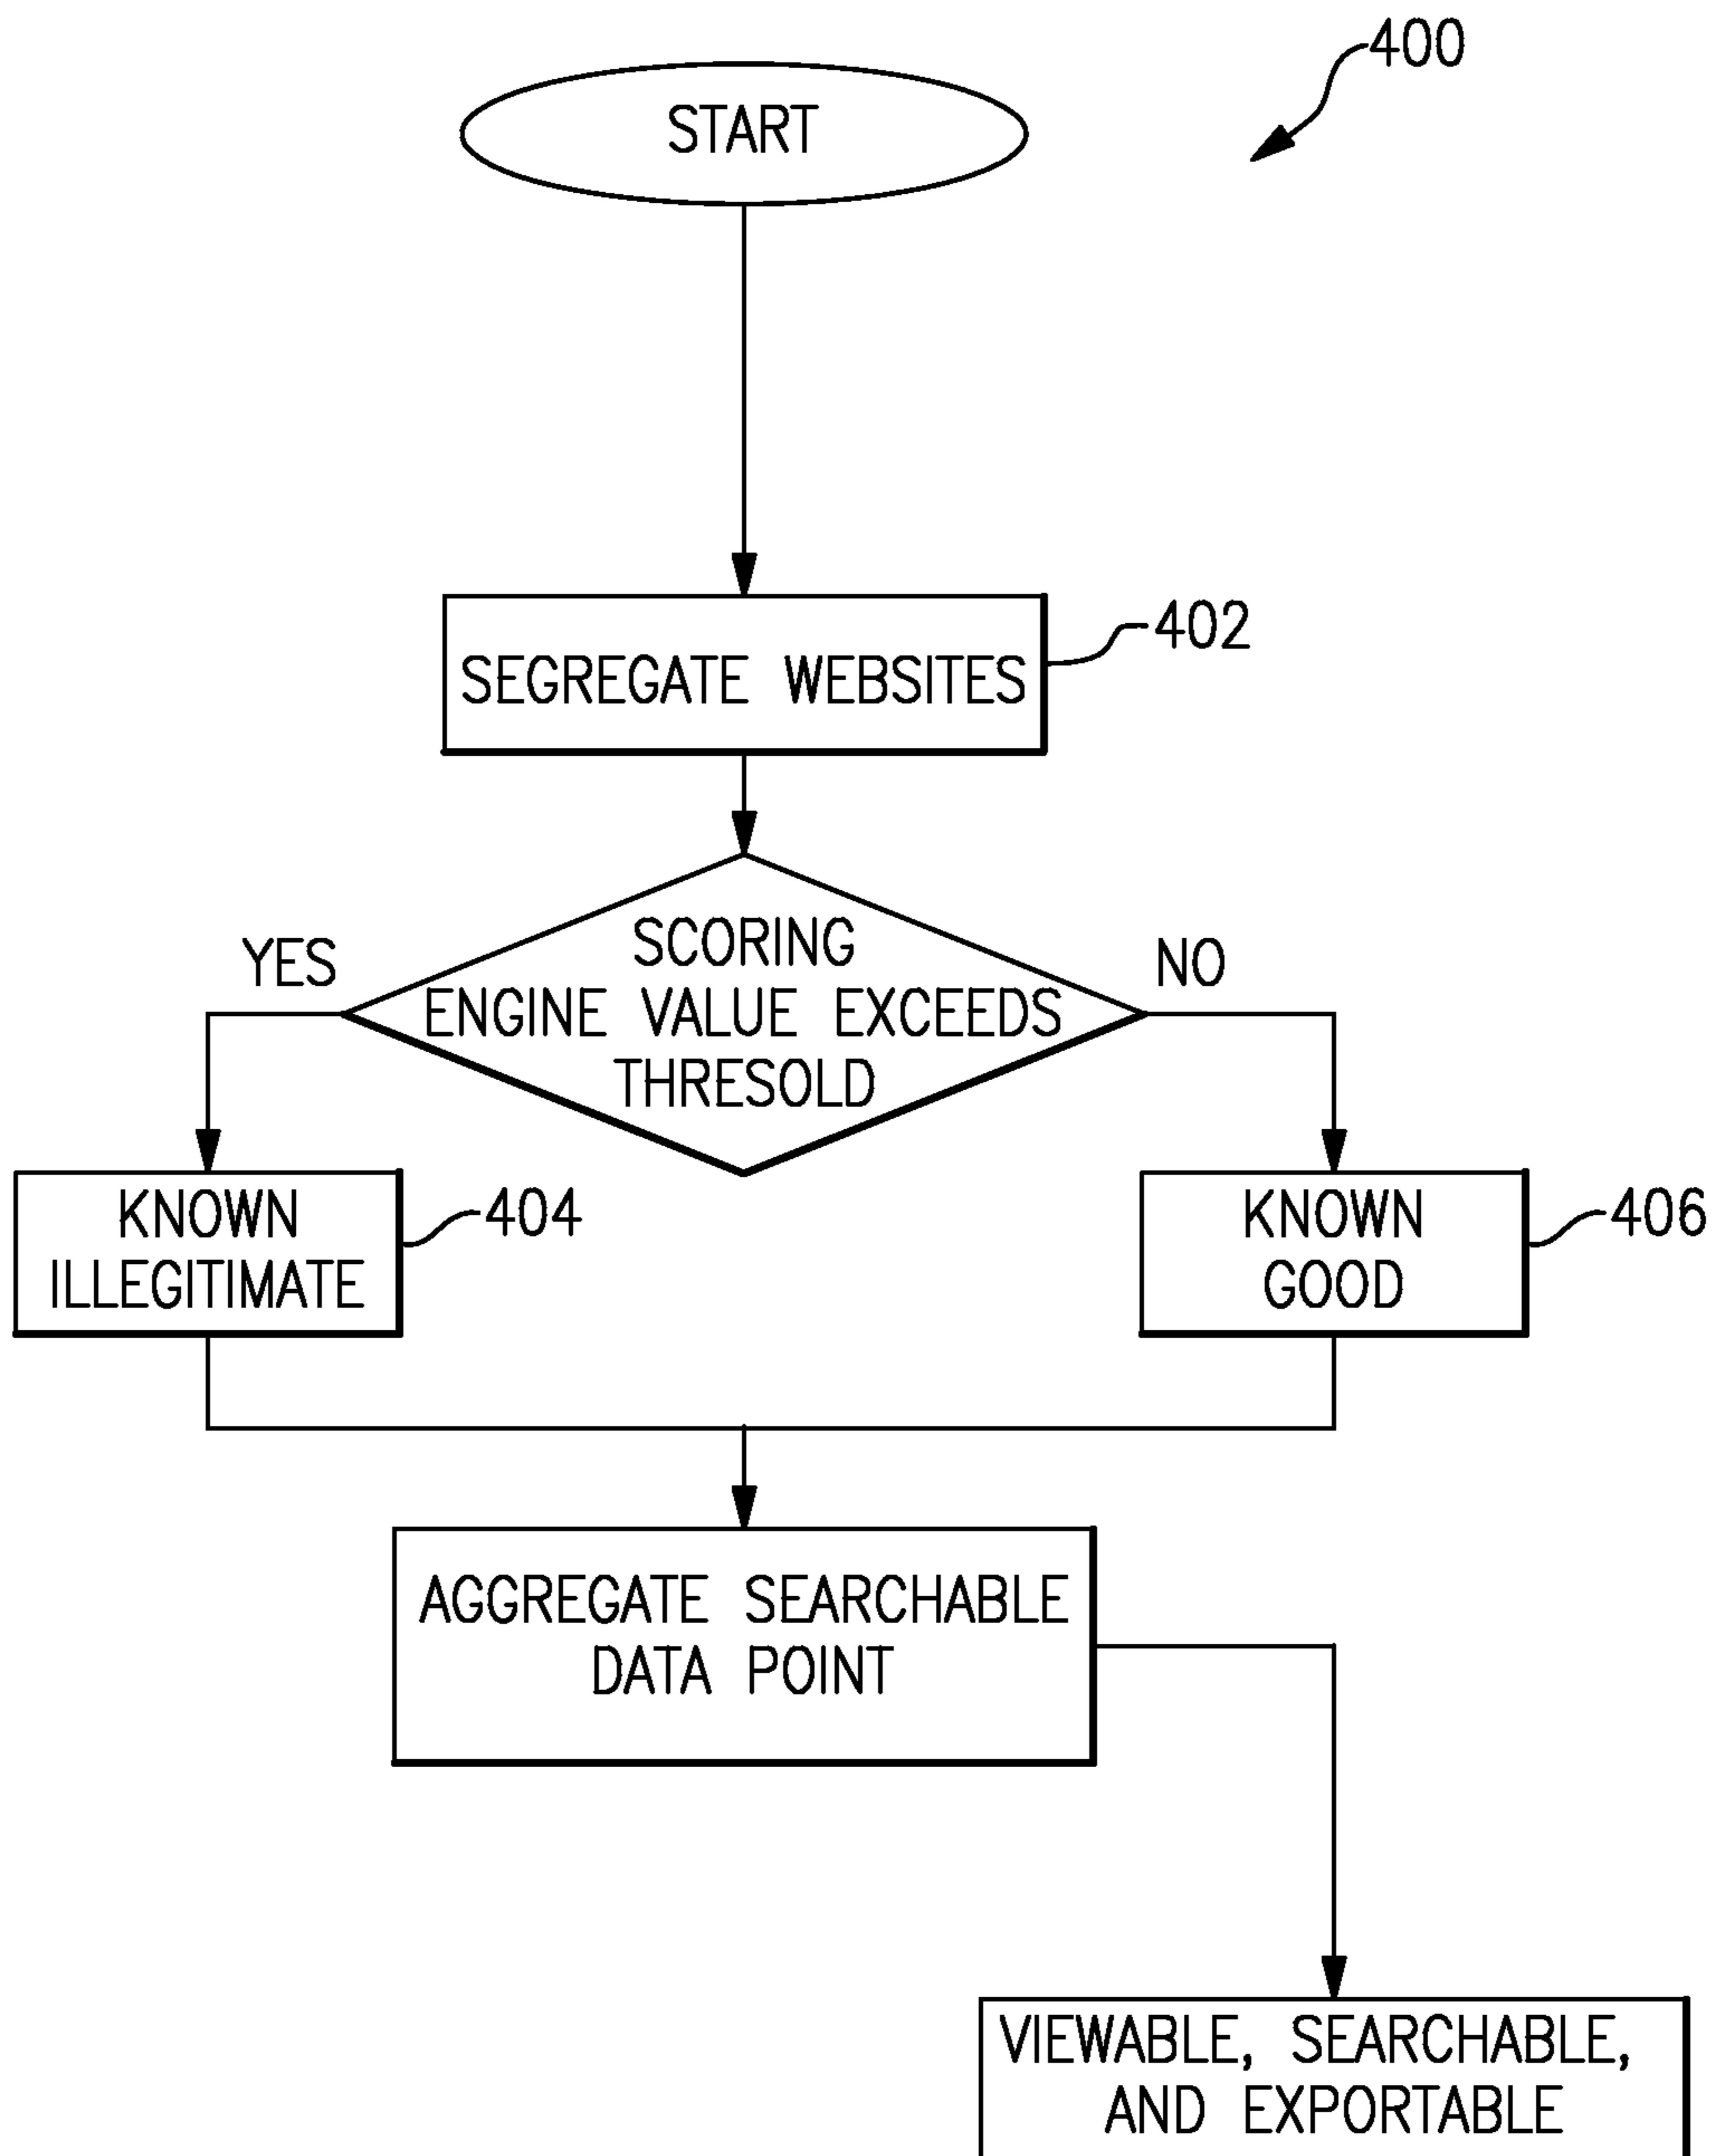 400
START
402
SEGREGATE WEBSITES
SCORING
YES
NO
ENGINE VALUE EXCEEDS
THRESOLD
KNOWN
ILLEGITIMATE
404
KNOWN
GOOD
406
AGGREGATE SEARCHABLE
DATA POINT
VIEWABLE, SEARCHABLE,
AND EXPORTABLE